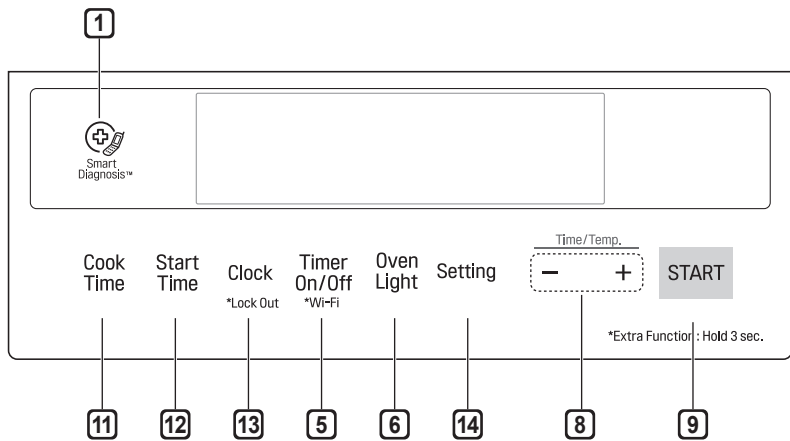 1
Smart
Diagnosis™
Cook
Time
Start
Time
Clock
*Lock Out
Timer
On/Off
*Wi-Fi
Oven
Light
Setting
Time/Temp.
− +
START
*Extra Function : Hold 3 sec.
11 12 13 5 6 14 8 9